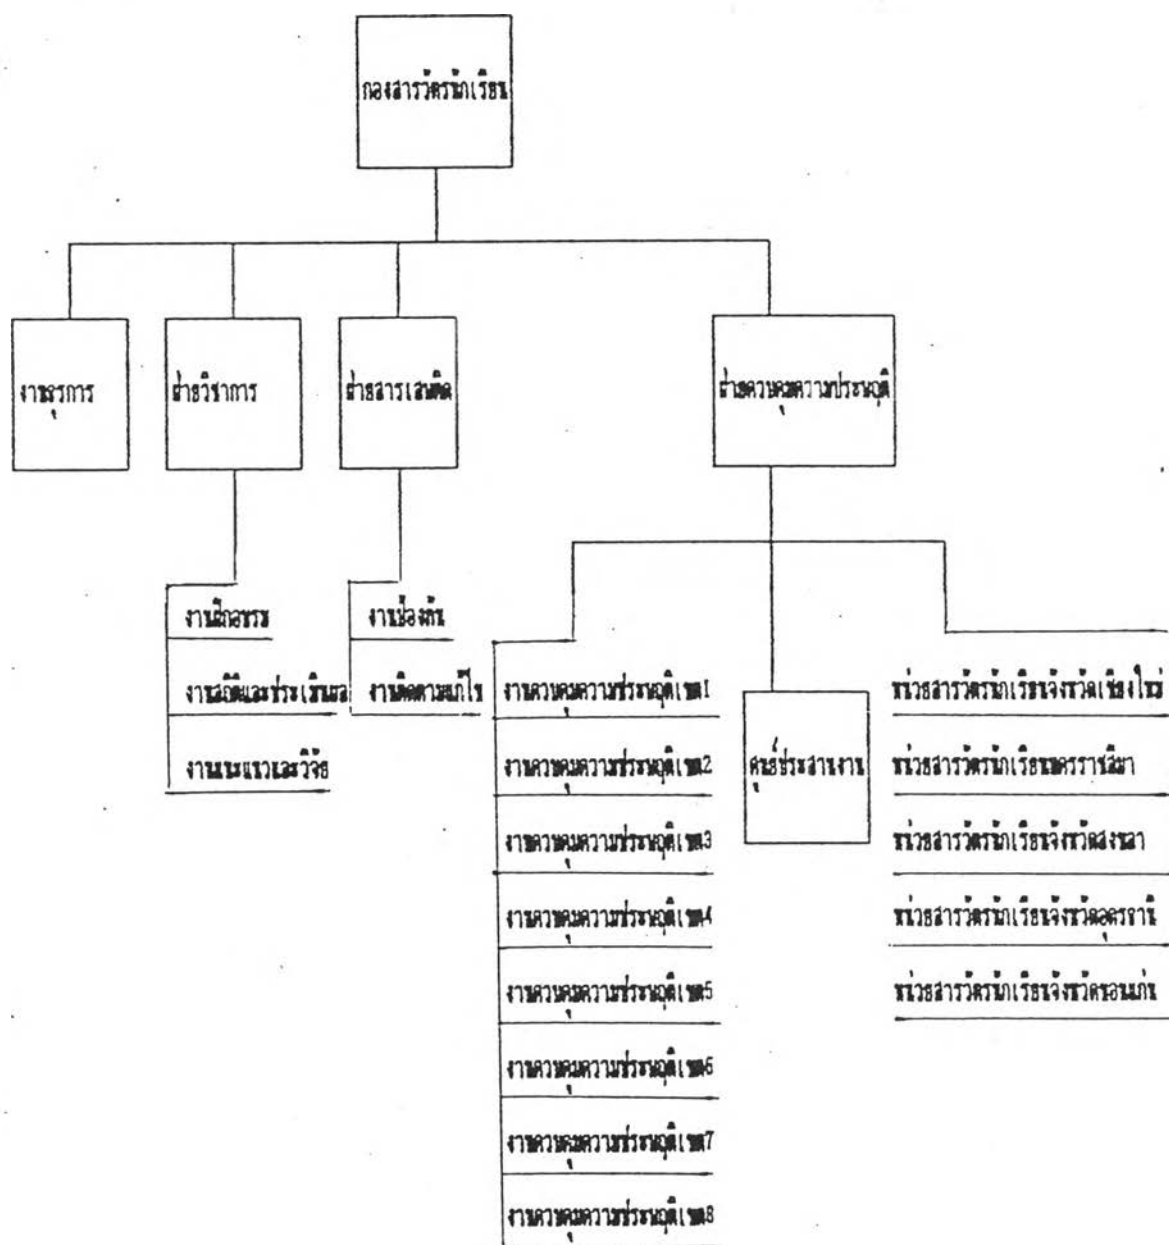 กองสารวัตรนักเรียน
งานธุรการ
ฝ่ายวิชาการ
ฝ่ายสารเสพติด
ฝ่ายควบคุมความประพฤติ
งานฝึกอบรม
งานสถิติและประเมินผล
งานแนะแนวและวิจัย
งานป้องกัน
งานติดตามแก้ไข
งานควบคุมความประพฤติเขต1
งานควบคุมความประพฤติเขต2
งานควบคุมความประพฤติเขต3
งานควบคุมความประพฤติเขต4
งานควบคุมความประพฤติเขต5
งานควบคุมความประพฤติเขต6
งานควบคุมความประพฤติเขต7
งานควบคุมความประพฤติเขต8
ศูนย์ประสานงาน
หน่วยสารวัตรนักเรียนจังหวัดเชียงใหม่
หน่วยสารวัตรนักเรียนนครราชสีมา
หน่วยสารวัตรนักเรียนจังหวัดสงขลา
หน่วยสารวัตรนักเรียนจังหวัดอุดรธานี
หน่วยสารวัตรนักเรียนจังหวัดขอนแก่น